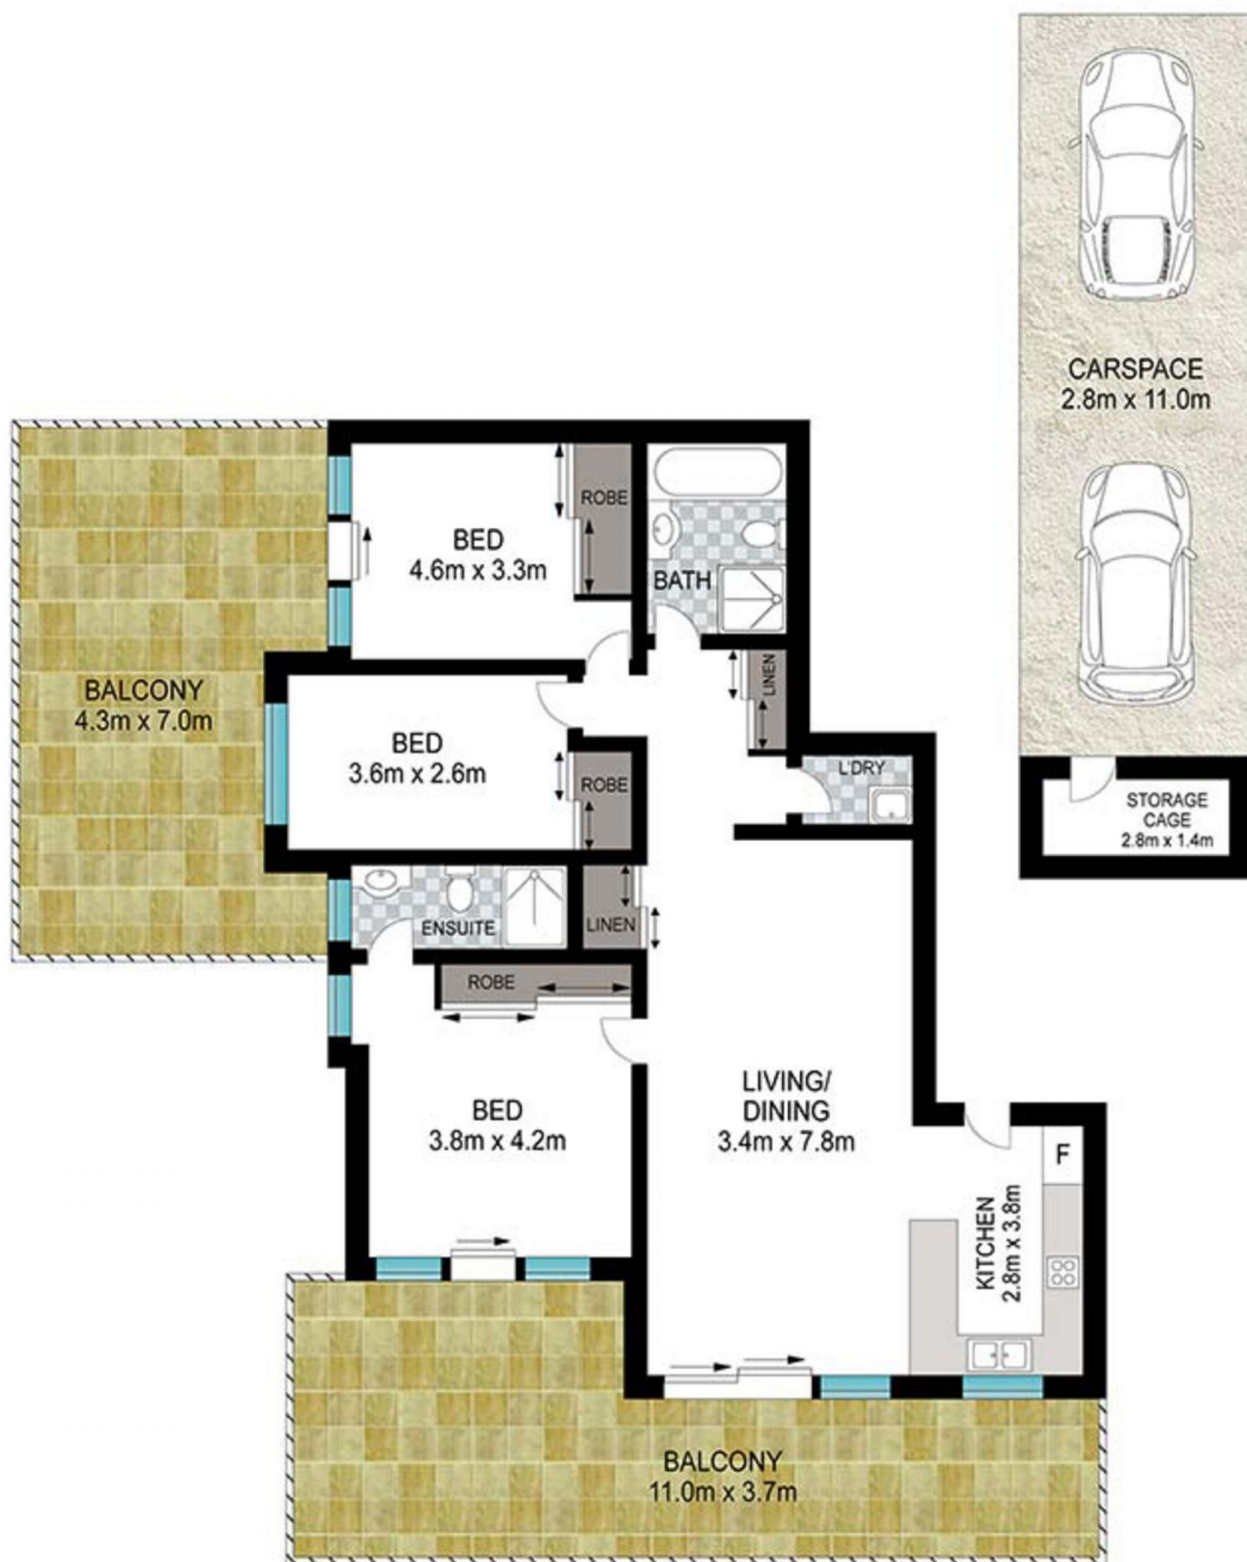 CARSPACE
2.8m x 11.0m
STORAGE
CAGE
2.8m x 1.4m
BED
4.6m x 3.3m
ROBE
BATH
LINEN
BALCONY
4.3m x 7.0m
BED
3.6m x 2.6m
ROBE
L'DRY
ENSUITE
LINEN
ROBE
BED
3.8m x 4.2m
LIVING/
DINING
3.4m x 7.8m
F
KITCHEN
2.8m x 3.8m
BALCONY
11.0m x 3.7m